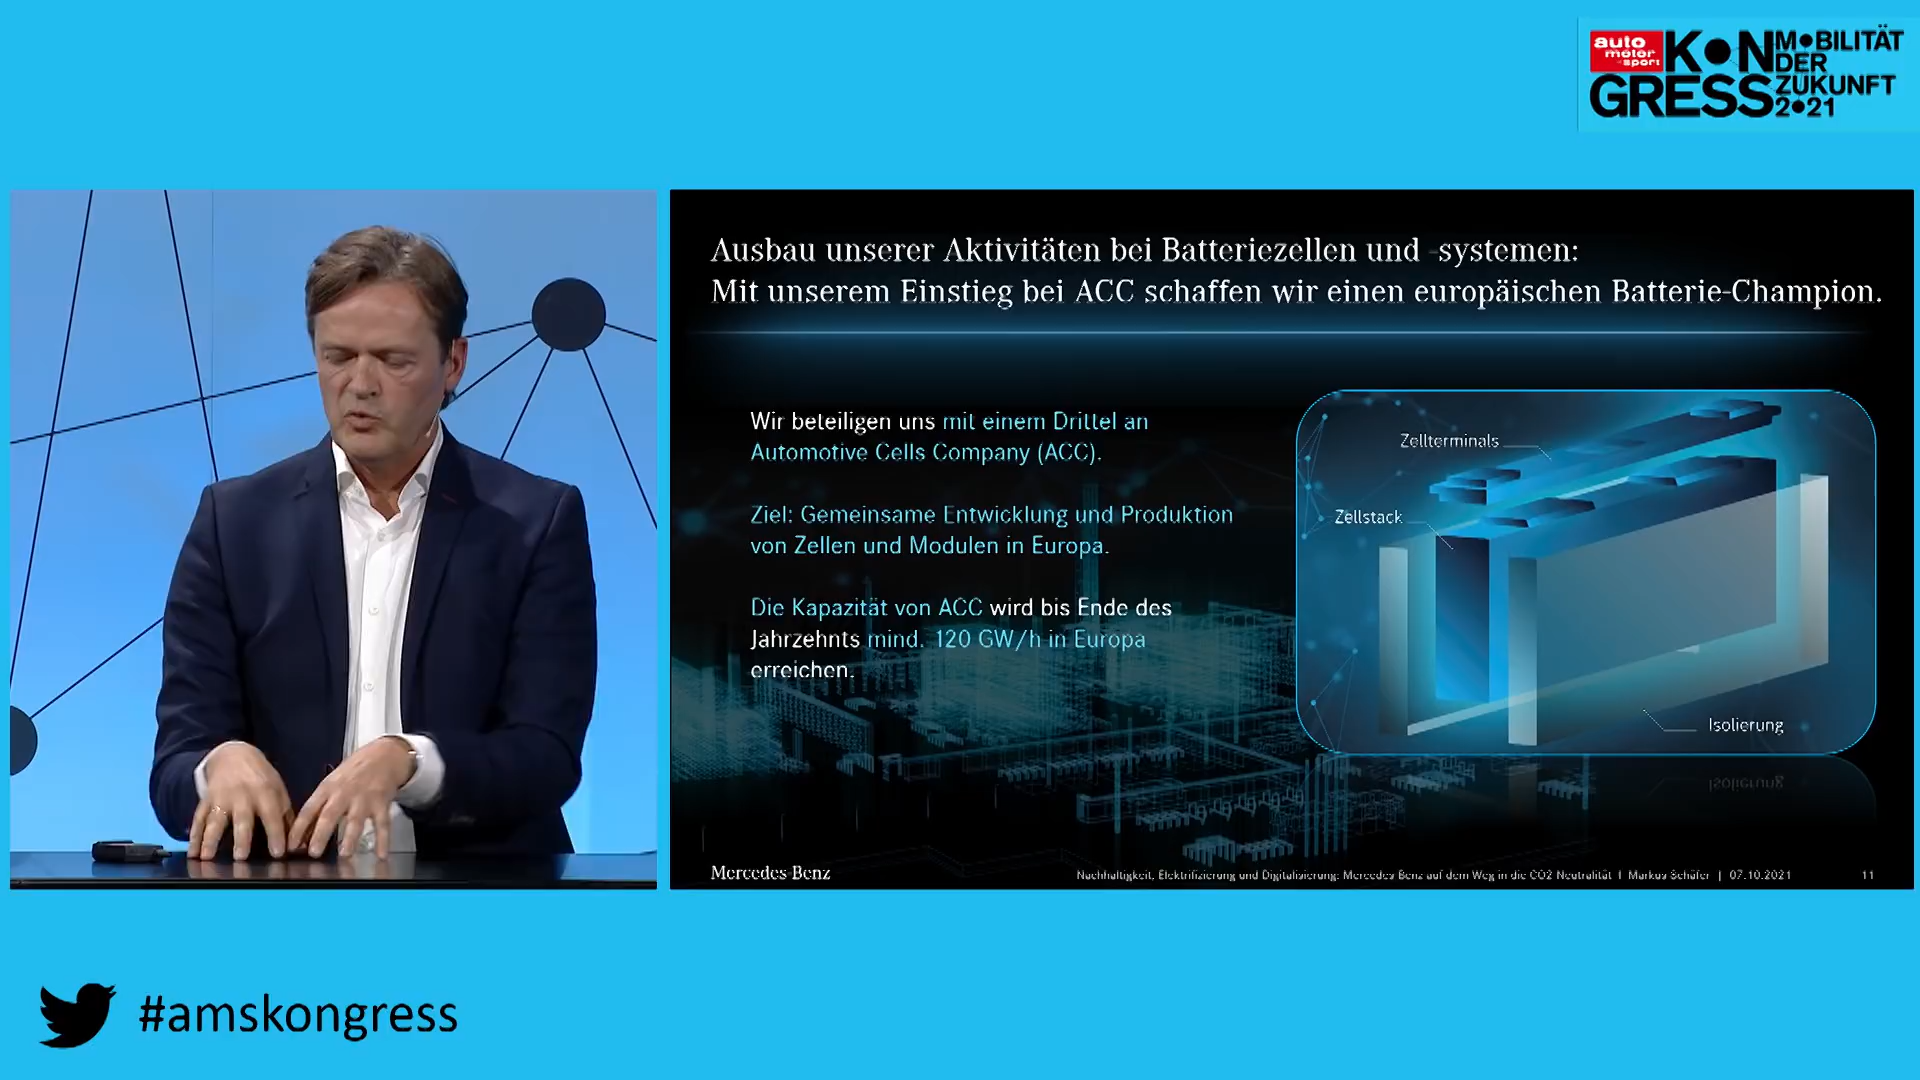 auto motor sport
KONGRESS
MOBILITÄT
DER
ZUKUNFT
2021
Ausbau unserer Aktivitäten bei Batteriezellen und -systemen:
Mit unserem Einstieg bei ACC schaffen wir einen europäischen Batterie-Champion.
Wir beteiligen uns mit einem Drittel an
Automotive Cells Company (ACC).
Ziel: Gemeinsame Entwicklung und Produktion
von Zellen und Modulen in Europa.
Die Kapazität von ACC wird bis Ende des
Jahrzehnts mind. 120 GW/h in Europa
erreichen.
Zellterminals
Zellstack
Isolierung
Mercedes-Benz
Nachhaltigkeit, Elektrifizierung und Digitalisierung: Mercedes Benz auf dem Weg in die CO2 Neutralität | Markus Schäfer | 07.10.2021 11
#amskongress